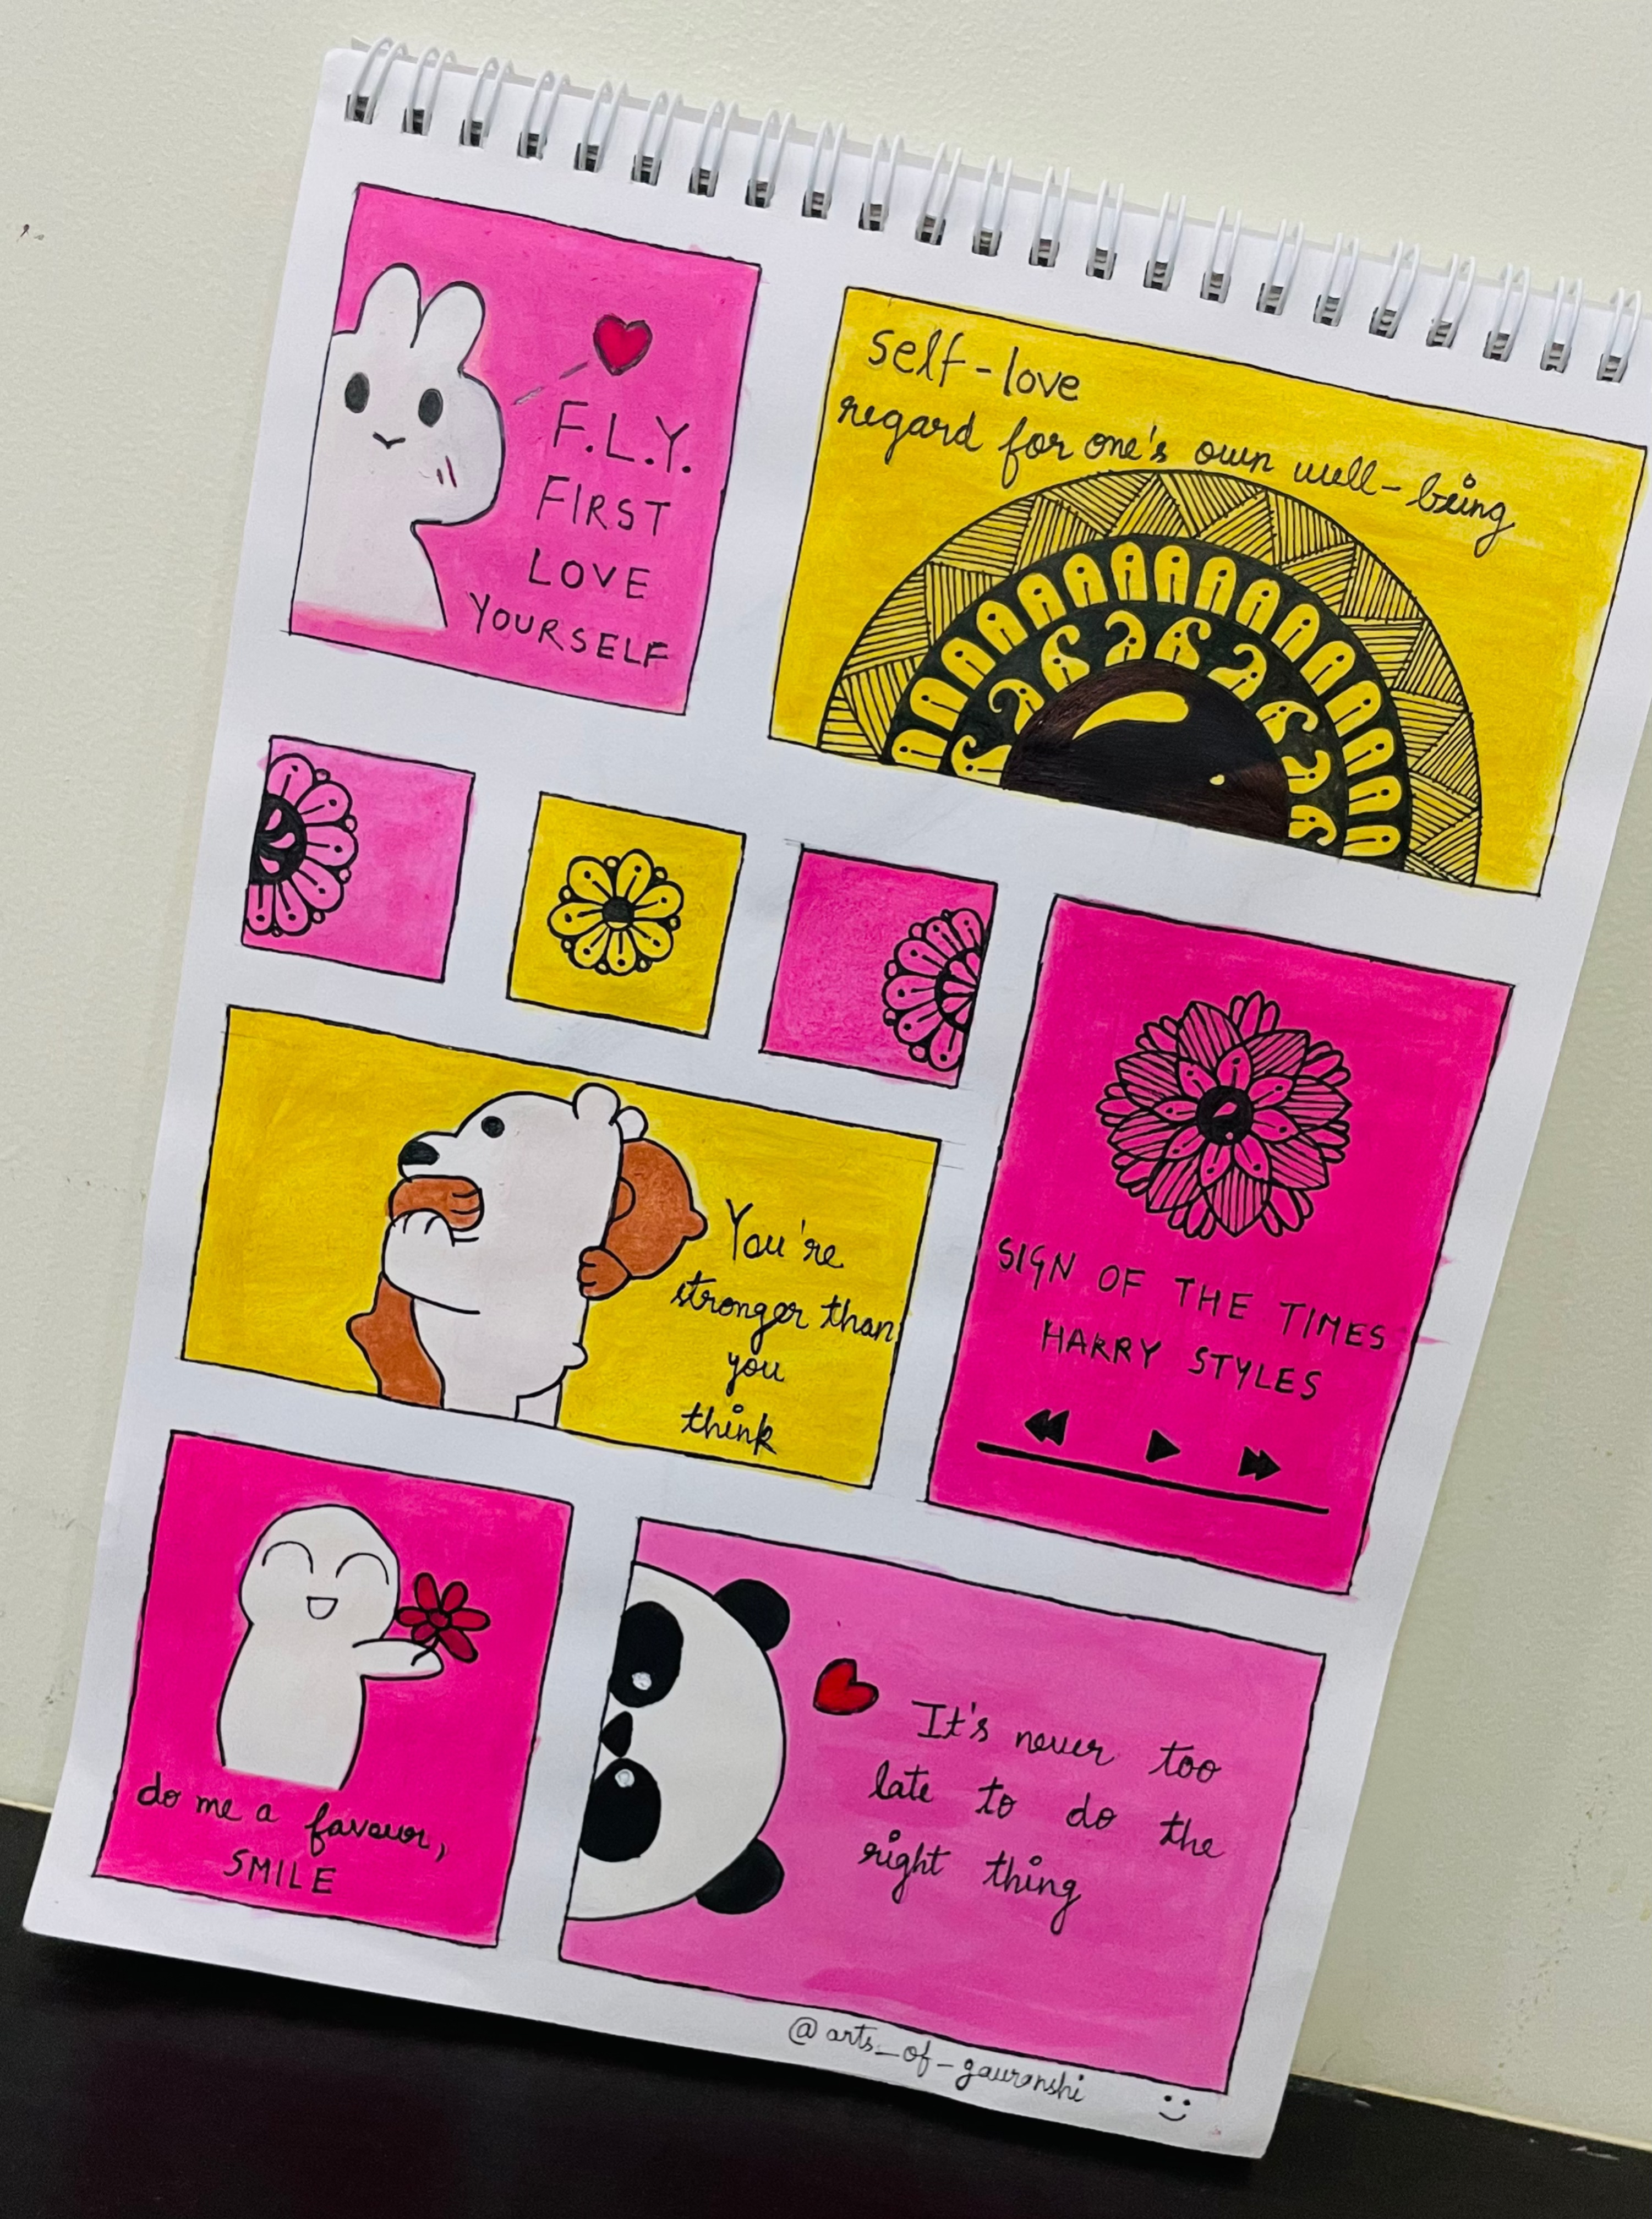 F.L.Y.
FIRST
LOVE
YOURSELF
self-love
regard for one's own well-being
You're
stronger than
you
think
SIGN OF THE TIMES
HARRY STYLES
do me a favour,
SMILE
It's never too
late to do the
right thing
@arts_of_gauranshi